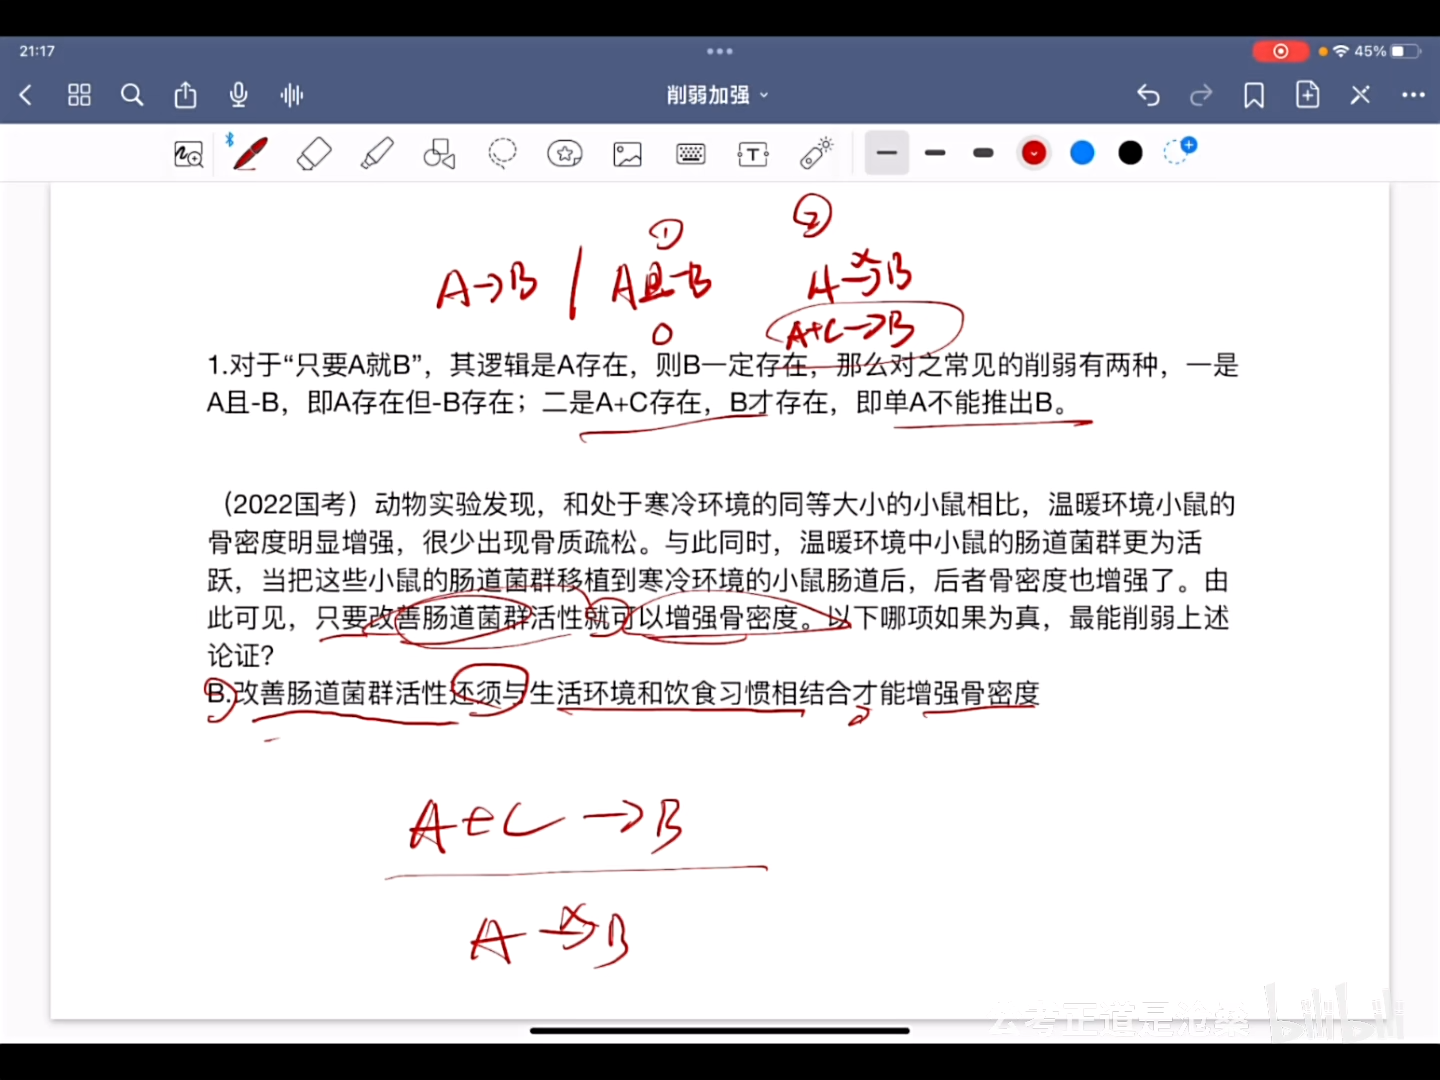 21:17
45%
削弱加强
① ②
A→B A且-B A→B
A+C→B
1.对于“只要A就B”，其逻辑是A存在，则B一定存在，那么对之常见的削弱有两种，一是
A且-B，即A存在但-B存在；二是A+C存在，B才存在，即单A不能推出B。
（2022国考）动物实验发现，和处于寒冷环境的同等大小的小鼠相比，温暖环境小鼠的
骨密度明显增强，很少出现骨质疏松。与此同时，温暖环境中小鼠的肠道菌群更为活
跃，当把这些小鼠的肠道菌群移植到寒冷环境的小鼠肠道后，后者骨密度也增强了。由
此可见，只要改善肠道菌群活性就可以增强骨密度。以下哪项如果为真，最能削弱上述
论证？
B.改善肠道菌群活性还须与生活环境和饮食习惯相结合才能增强骨密度
A+C→B
A→B
公考正道是沧桑 bilibili